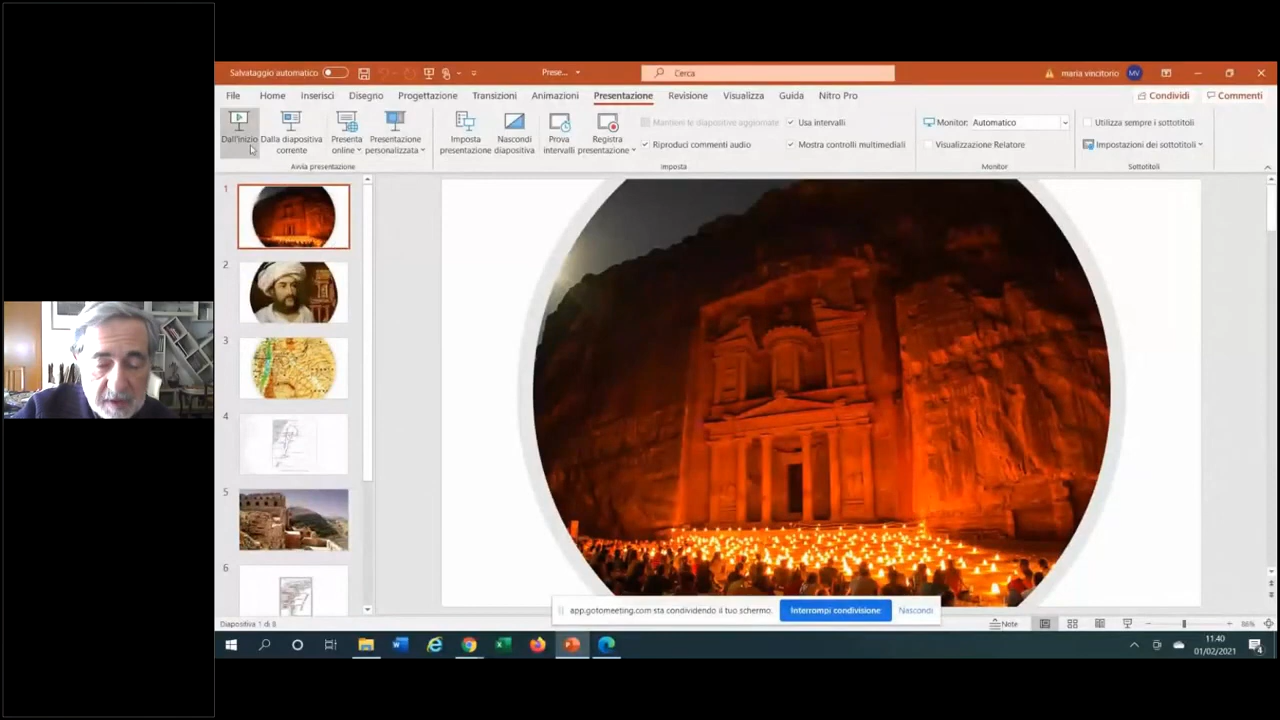 Salvataggio automatico
Prese...
Cerca
maria vincitorio
MV
File
Home
Inserisci
Disegno
Progettazione
Transizioni
Animazioni
Presentazione
Revisione
Visualizza
Guida
Nitro Pro
Condividi
Commenti
Dall'inizio
Dalla diapositiva
corrente
Presenta
online
Presentazione
personalizzata
Avvia presentazione
Imposta
presentazione
Nascondi
diapositiva
Prova
intervalli
Registra
presentazione
Mantieni le diapositive aggiornate
Riproduci commenti audio
Usa intervalli
Mostra controlli multimediali
Imposta
Monitor:
Automatico
Visualizzazione Relatore
Monitor
Utilizza sempre i sottotitoli
Impostazioni dei sottotitoli
Sottotitoli
1
2
3
4
5
6
app.gotomeeting.com sta condividendo il tuo schermo.
Interrompi condivisione
Nascondi
Diapositiva 1 di 8
Note
86%
11.40
01/02/2021